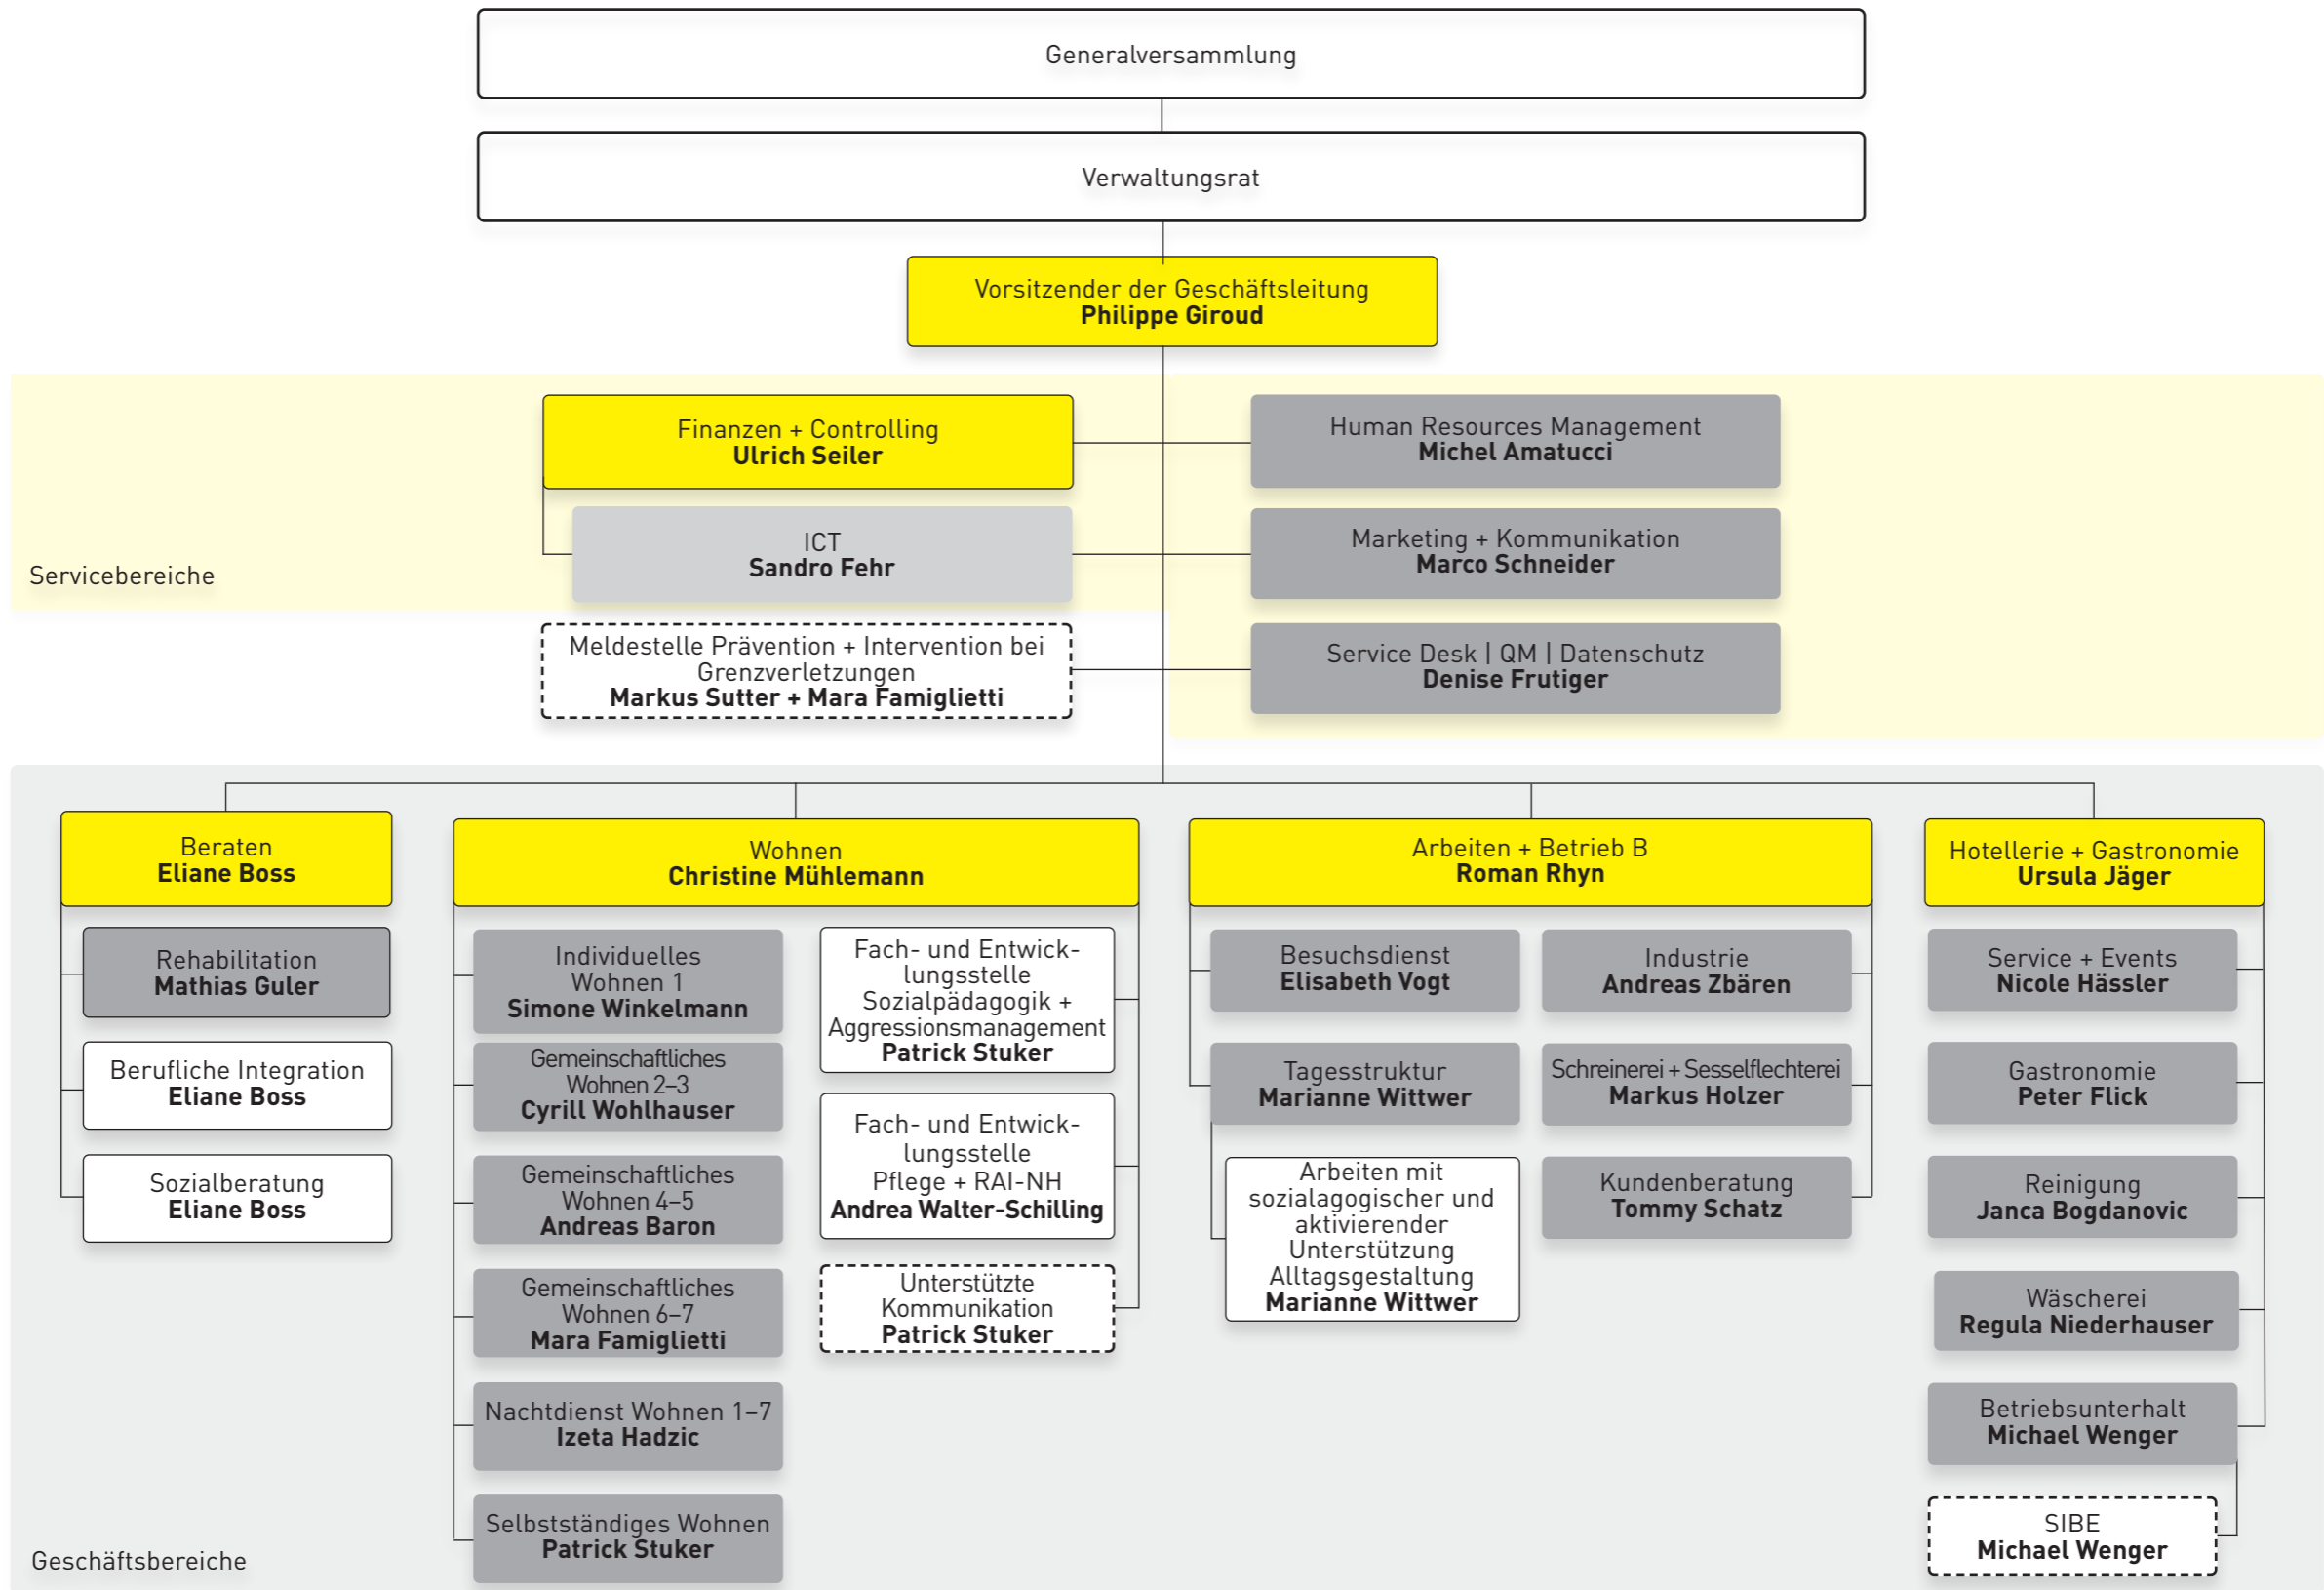 Generalversammlung
Verwaltungsrat
Vorsitzender der Geschäftsleitung
Philippe Giroud
Finanzen + Controlling
Ulrich Seiler
Human Resources Management
Michel Amatucci
ICT
Sandro Fehr
Marketing + Kommunikation
Marco Schneider
Servicebereiche
Meldestelle Prävention + Intervention bei
Grenzverletzungen
Markus Sutter + Mara Famiglietti
Service Desk | QM | Datenschutz
Denise Frutiger
Beraten
Eliane Boss
Rehabilitation
Mathias Guler
Berufliche Integration
Eliane Boss
Sozialberatung
Eliane Boss
Wohnen
Christine Mühlemann
Individuelles
Wohnen 1
Simone Winkelmann
Gemeinschaftliches
Wohnen 2–3
Cyrill Wohlhauser
Gemeinschaftliches
Wohnen 4–5
Andreas Baron
Gemeinschaftliches
Wohnen 6–7
Mara Famiglietti
Nachtdienst Wohnen 1–7
Izeta Hadzic
Selbstständiges Wohnen
Patrick Stuker
Fach- und Entwick-
lungsstelle
Sozialpädagogik +
Aggressionsmanagement
Patrick Stuker
Fach- und Entwick-
lungsstelle
Pflege + RAI-NH
Andrea Walter-Schilling
Unterstützte
Kommunikation
Patrick Stuker
Arbeiten + Betrieb B
Roman Rhyn
Besuchsdienst
Elisabeth Vogt
Tagesstruktur
Marianne Wittwer
Arbeiten mit
sozialagogischer und
aktivierender
Unterstützung
Alltagsgestaltung
Marianne Wittwer
Industrie
Andreas Zbären
Schreinerei + Sesselflechterei
Markus Holzer
Kundenberatung
Tommy Schatz
Hotellerie + Gastronomie
Ursula Jäger
Service + Events
Nicole Hässler
Gastronomie
Peter Flick
Reinigung
Janca Bogdanovic
Wäscherei
Regula Niederhauser
Betriebsunterhalt
Michael Wenger
SIBE
Michael Wenger
Geschäftsbereiche